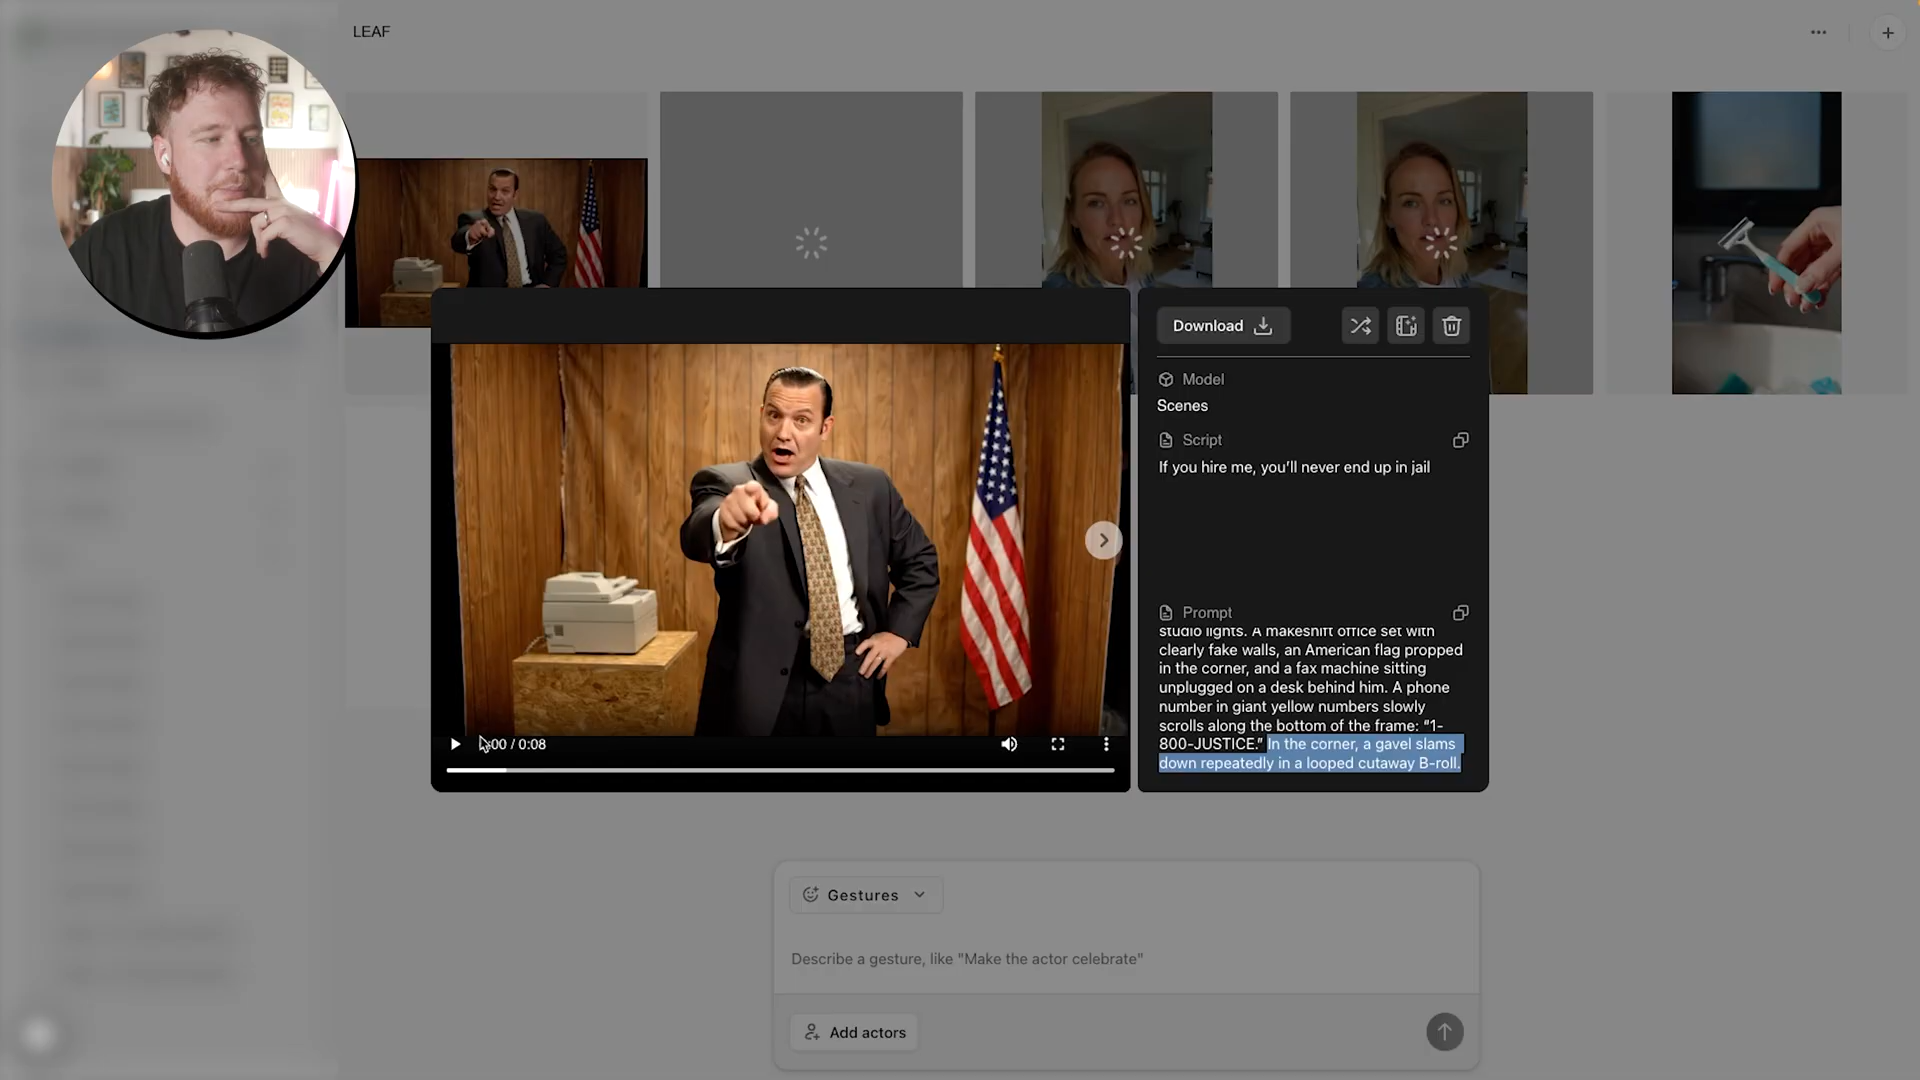 LEAF
Download
Model
Scenes
Script
If you hire me, you’ll never end up in jail
Prompt
studio lights. A makeshift office set with
clearly fake walls, an American flag propped
in the corner, and a fax machine sitting
unplugged on a desk behind him. A phone
number in giant yellow numbers slowly
scrolls along the bottom of the frame: “1-
800-JUSTICE.” In the corner, a gavel slams
down repeatedly in a looped cutaway B-roll.
:00 / 0:08
Gestures
Describe a gesture, like "Make the actor celebrate"
Add actors